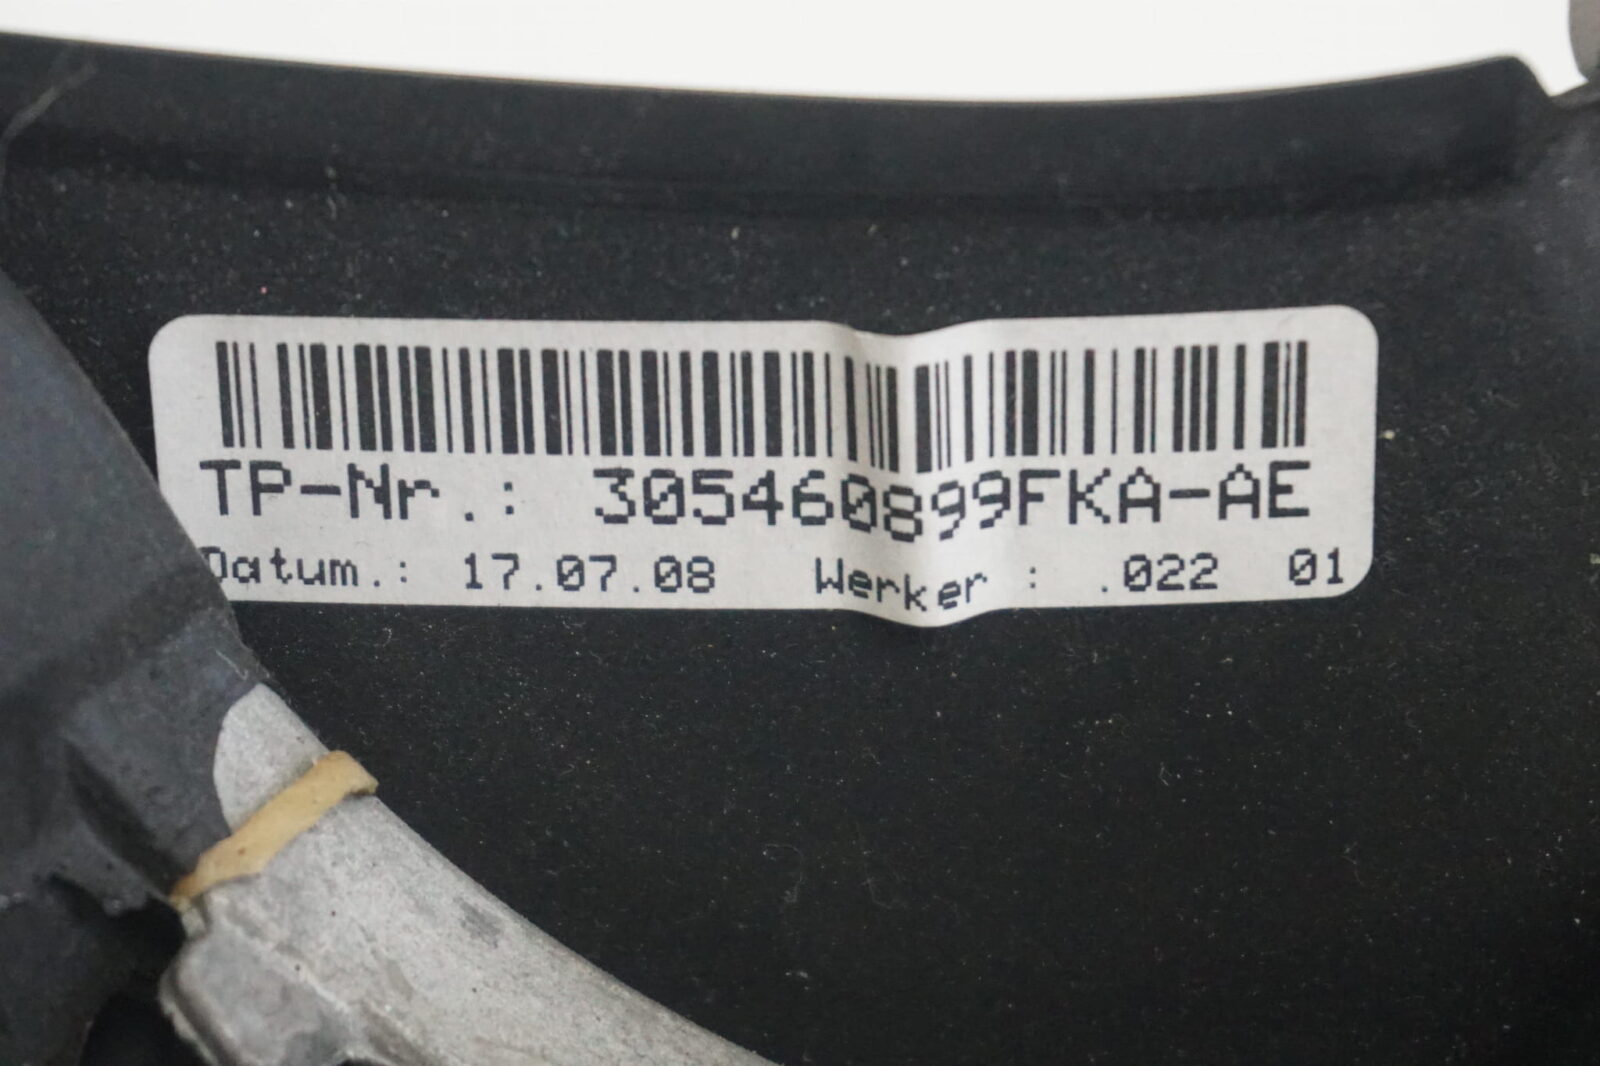 TP-Nr.: 305460899FKA-AE
Datum.: 17.07.08 Werker : .022 01